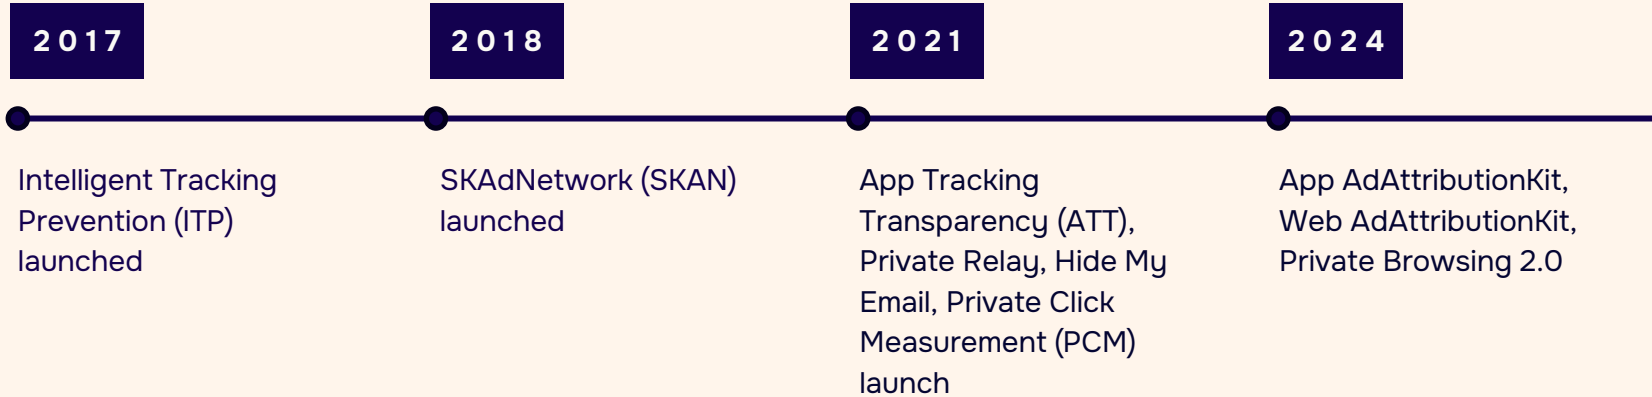 2017
Intelligent Tracking
Prevention (ITP)
launched
2018
SKAdNetwork (SKAN)
launched
2021
App Tracking
Transparency (ATT),
Private Relay, Hide My
Email, Private Click
Measurement (PCM)
launch
2024
App AdAttributionKit,
Web AdAttributionKit,
Private Browsing 2.0